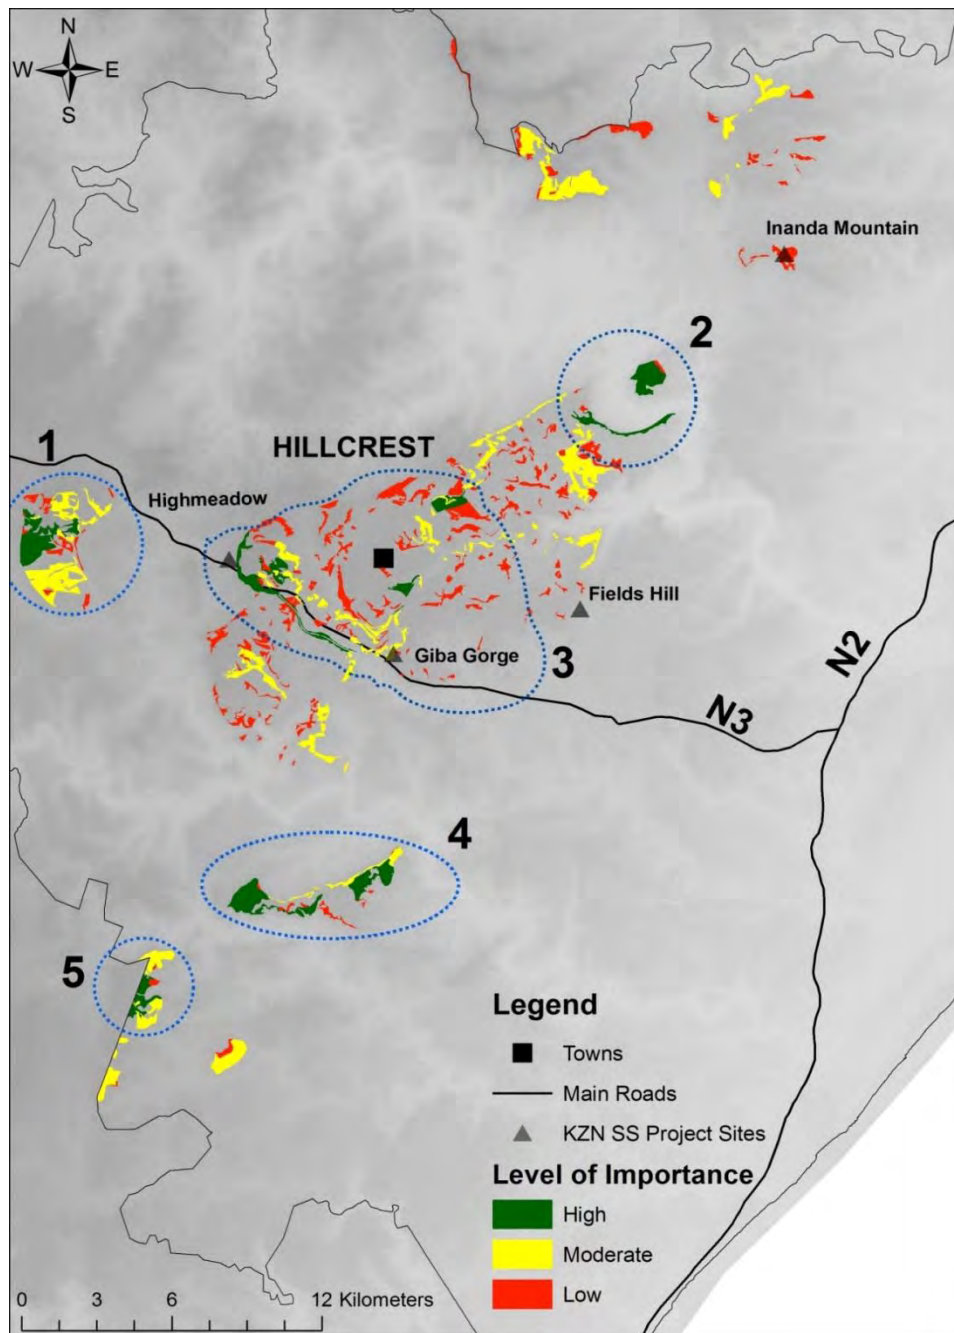 N
W E
S
Inanda Mountain
2
1
HILLCREST
Highmeadow
Fields Hill
N2
Giba Gorge
3
N3
4
5
Legend
Towns
Main Roads
KZN SS Project Sites
Level of Importance
High
Moderate
Low
0 3 6 12 Kilometers